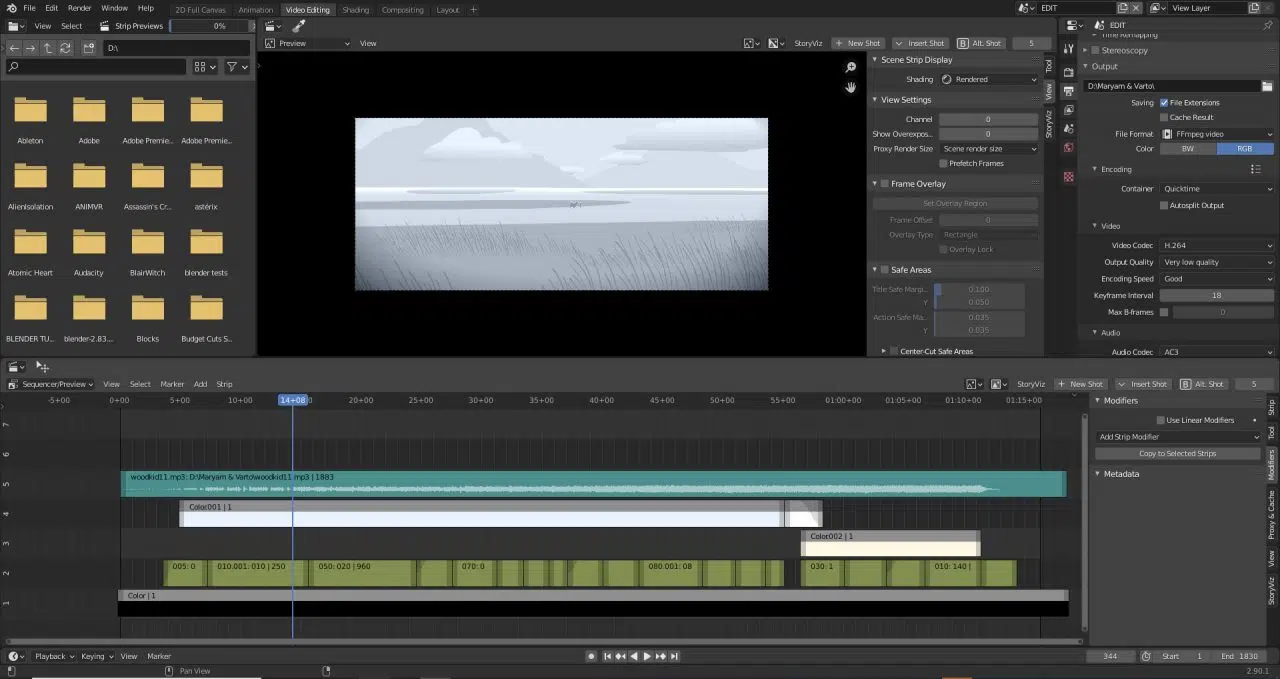 File Edit Render Window Help 2D Full Canvas Animation Video Editing Shading Compositing Layout + EDIT View Layer
View Select Strip Previews 0% EDIT
D:\
Ableton Adobe Adobe Premie... Adobe Premie...
AlienIsolation ANIMVR Assassin's Cr... astérix
Atomic Heart Audacity BlairWitch blender tests
BLENDER TU... blender-2.83... Blocks Budget Cuts S...
Preview View StoryViz + New Shot Insert Shot B Alt. Shot 5
Scene Strip Display
Shading Rendered
View Settings
Channel 0
Show Overexpos... 0
Proxy Render Size Scene render size
Prefetch Frames
Frame Overlay
Set Overlay Region
Frame Offset 0
Overlay Type Rectangle
Overlay Lock
Safe Areas
Title Safe Margi... 0.100
Y 0.050
Action Safe Ma... 0.035
Y 0.035
Center-Cut Safe Areas
Tool
View
StoryViz
Time Remapping
Stereoscopy
Output
D:\Maryam & Varto\
Saving File Extensions
Cache Result
File Format FFmpeg video
Color BW RGB
Encoding
Container Quicktime
Autosplit Output
Video
Video Codec H.264
Output Quality Very low quality
Encoding Speed Good
Keyframe Interval 18
Max B-frames 0
Audio
Audio Codec AC3
Sequencer/Preview View Select Marker Add Strip StoryViz + New Shot Insert Shot B Alt. Shot 5
-5+00 0+00 5+00 10+00 14+08 20+00 25+00 30+00 35+00 40+00 45+00 50+00 55+00 01:00+00 01:05+00 01:10+00 01:15+00
7
6
5 woodkid11.mp3: D:\Maryam & Varto\woodkid11.mp3 | 1883
4 Color.001 | 1
3 Color.002 | 1
2 005: 0 010.001: 010 | 250 050: 020 | 960 070: 0 080.001: 08 030: 1 010: 140 |
1 Color | 1
Modifiers
Use Linear Modifiers
Add Strip Modifier
Copy to Selected Strips
Metadata
Strip
Tool
Modifiers
Proxy & Cache
View
StoryViz
Playback Keying View Marker 344 Start 1 End 1830
Pan View 2.90.1